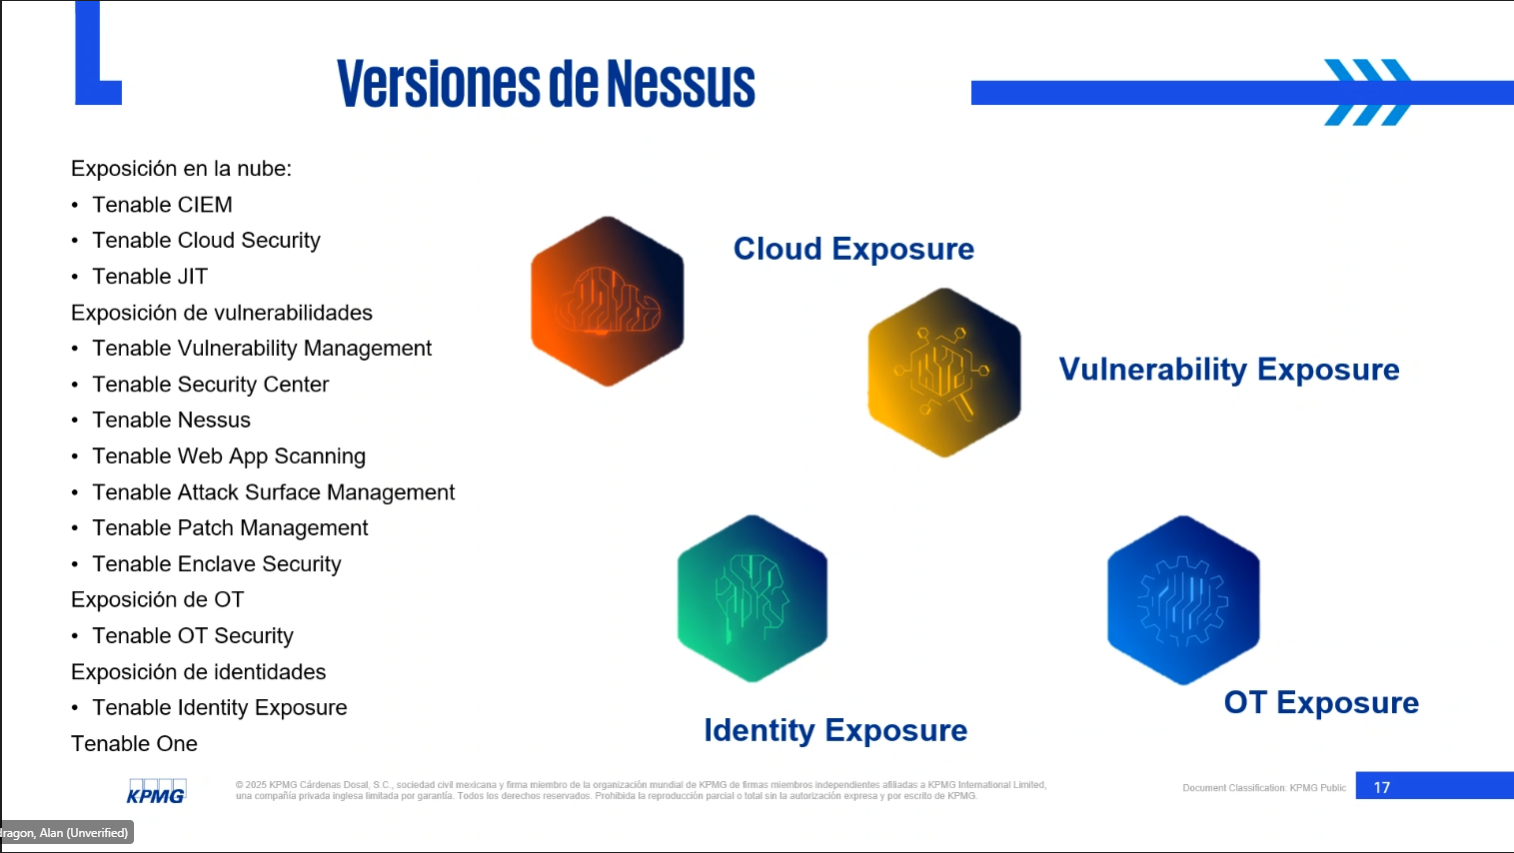 Versiones de Nessus
Exposición en la nube:
• Tenable CIEM
• Tenable Cloud Security
• Tenable JIT
Exposición de vulnerabilidades
• Tenable Vulnerability Management
• Tenable Security Center
• Tenable Nessus
• Tenable Web App Scanning
• Tenable Attack Surface Management
• Tenable Patch Management
• Tenable Enclave Security
Exposición de OT
• Tenable OT Security
Exposición de identidades
• Tenable Identity Exposure
Tenable One
Cloud Exposure
Vulnerability Exposure
Identity Exposure
OT Exposure
KPMG
© 2025 KPMG Cárdenas Dosal, S.C., sociedad civil mexicana y firma miembro de la organización mundial de KPMG de firmas miembros independientes afiliadas a KPMG International Limited,
una compañía privada inglesa limitada por garantía. Todos los derechos reservados. Prohibida la reproducción parcial o total sin la autorización expresa y por escrito de KPMG.
Document Classification: KPMG Public
17
dragon, Alan (Unverified)